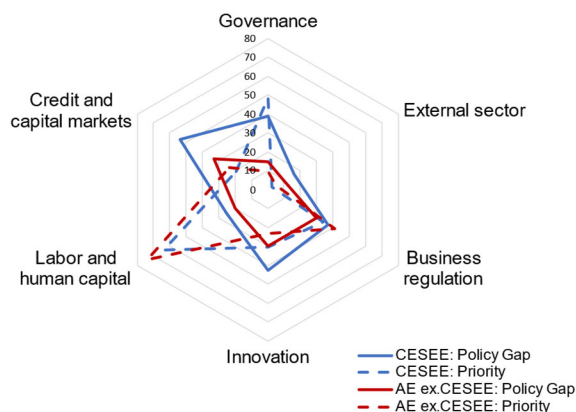 Governance
80
70
60
50
40
30
20
10
0
Credit and
capital markets
External sector
Labor and
human capital
Business
regulation
Innovation
CESEE: Policy Gap
CESEE: Priority
AE ex.CESEE: Policy Gap
AE ex.CESEE: Priority